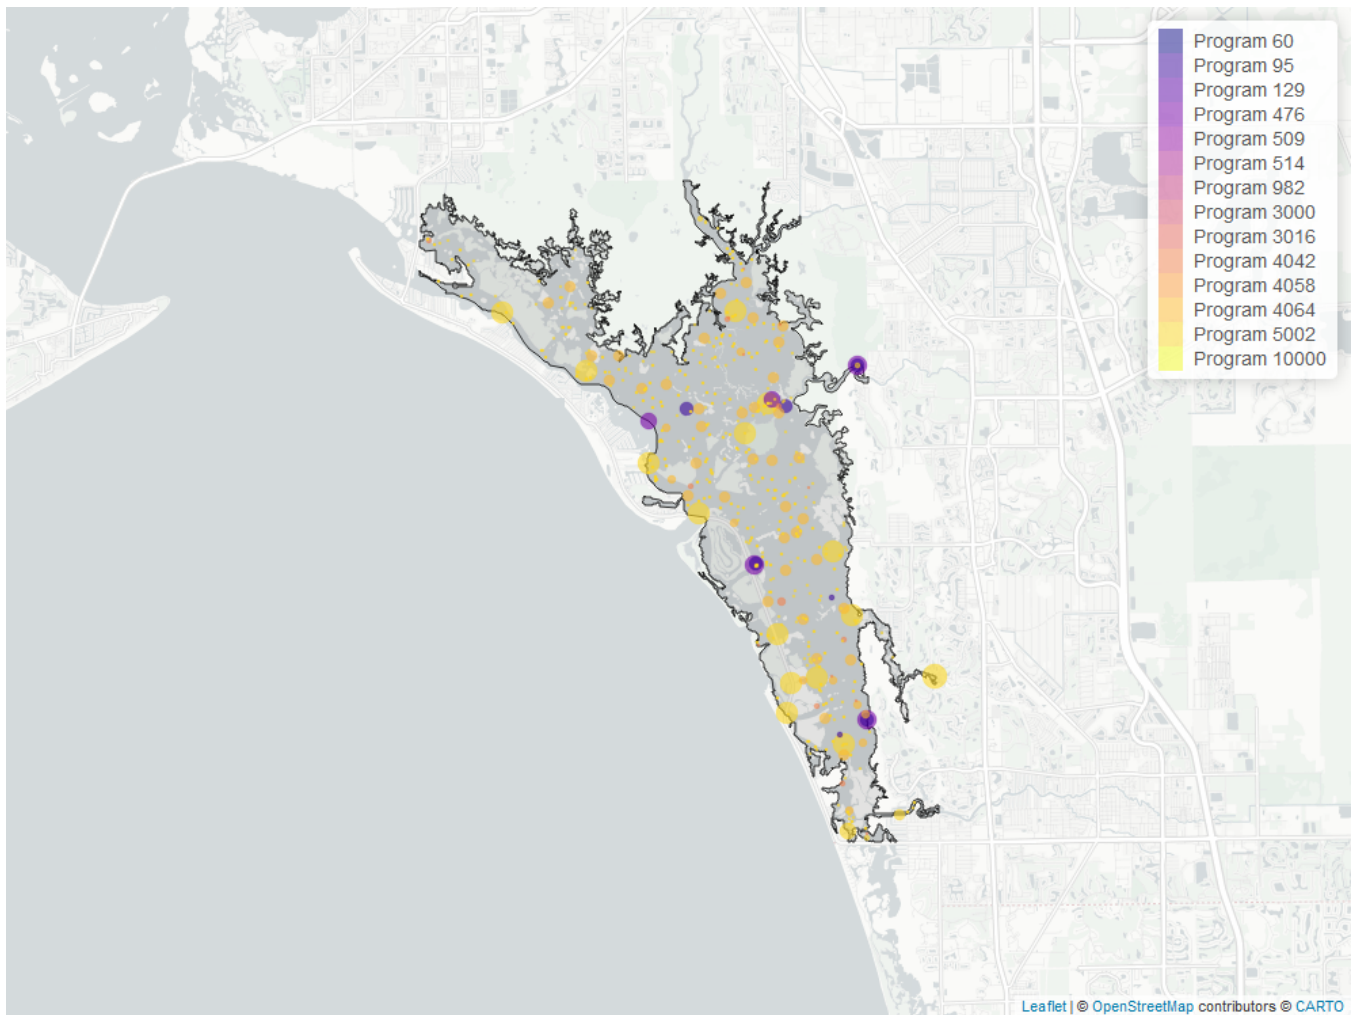 Program 60
Program 95
Program 129
Program 476
Program 509
Program 514
Program 982
Program 3000
Program 3016
Program 4042
Program 4058
Program 4064
Program 5002
Program 10000
Leaflet | © OpenStreetMap contributors © CARTO